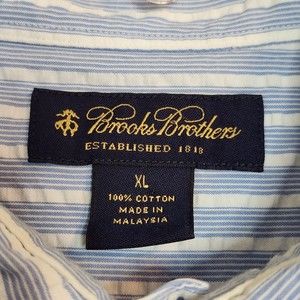 Brooks Brothers
ESTABLISHED 1818
XL
100% COTTON
MADE IN
MALAYSIA